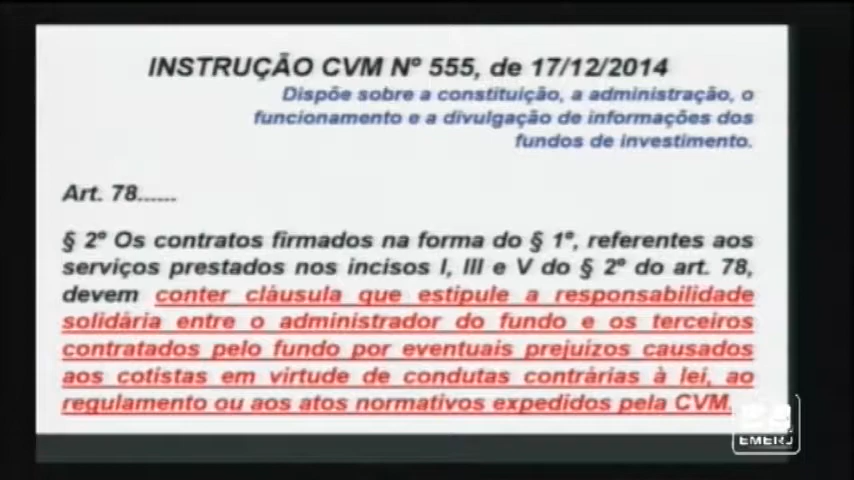 INSTRUÇÃO CVM Nº 555, de 17/12/2014
Dispõe sobre a constituição, a administração, o
funcionamento e a divulgação de informações dos
fundos de investimento.
Art. 78......
§ 2º Os contratos firmados na forma do § 1º, referentes aos
serviços prestados nos incisos I, III e V do § 2º do art. 78,
devem conter cláusula que estipule a responsabilidade
solidária entre o administrador do fundo e os terceiros
contratados pelo fundo por eventuais prejuízos causados
aos cotistas em virtude de condutas contrárias à lei, ao
regulamento ou aos atos normativos expedidos pela CVM.
EMERJ